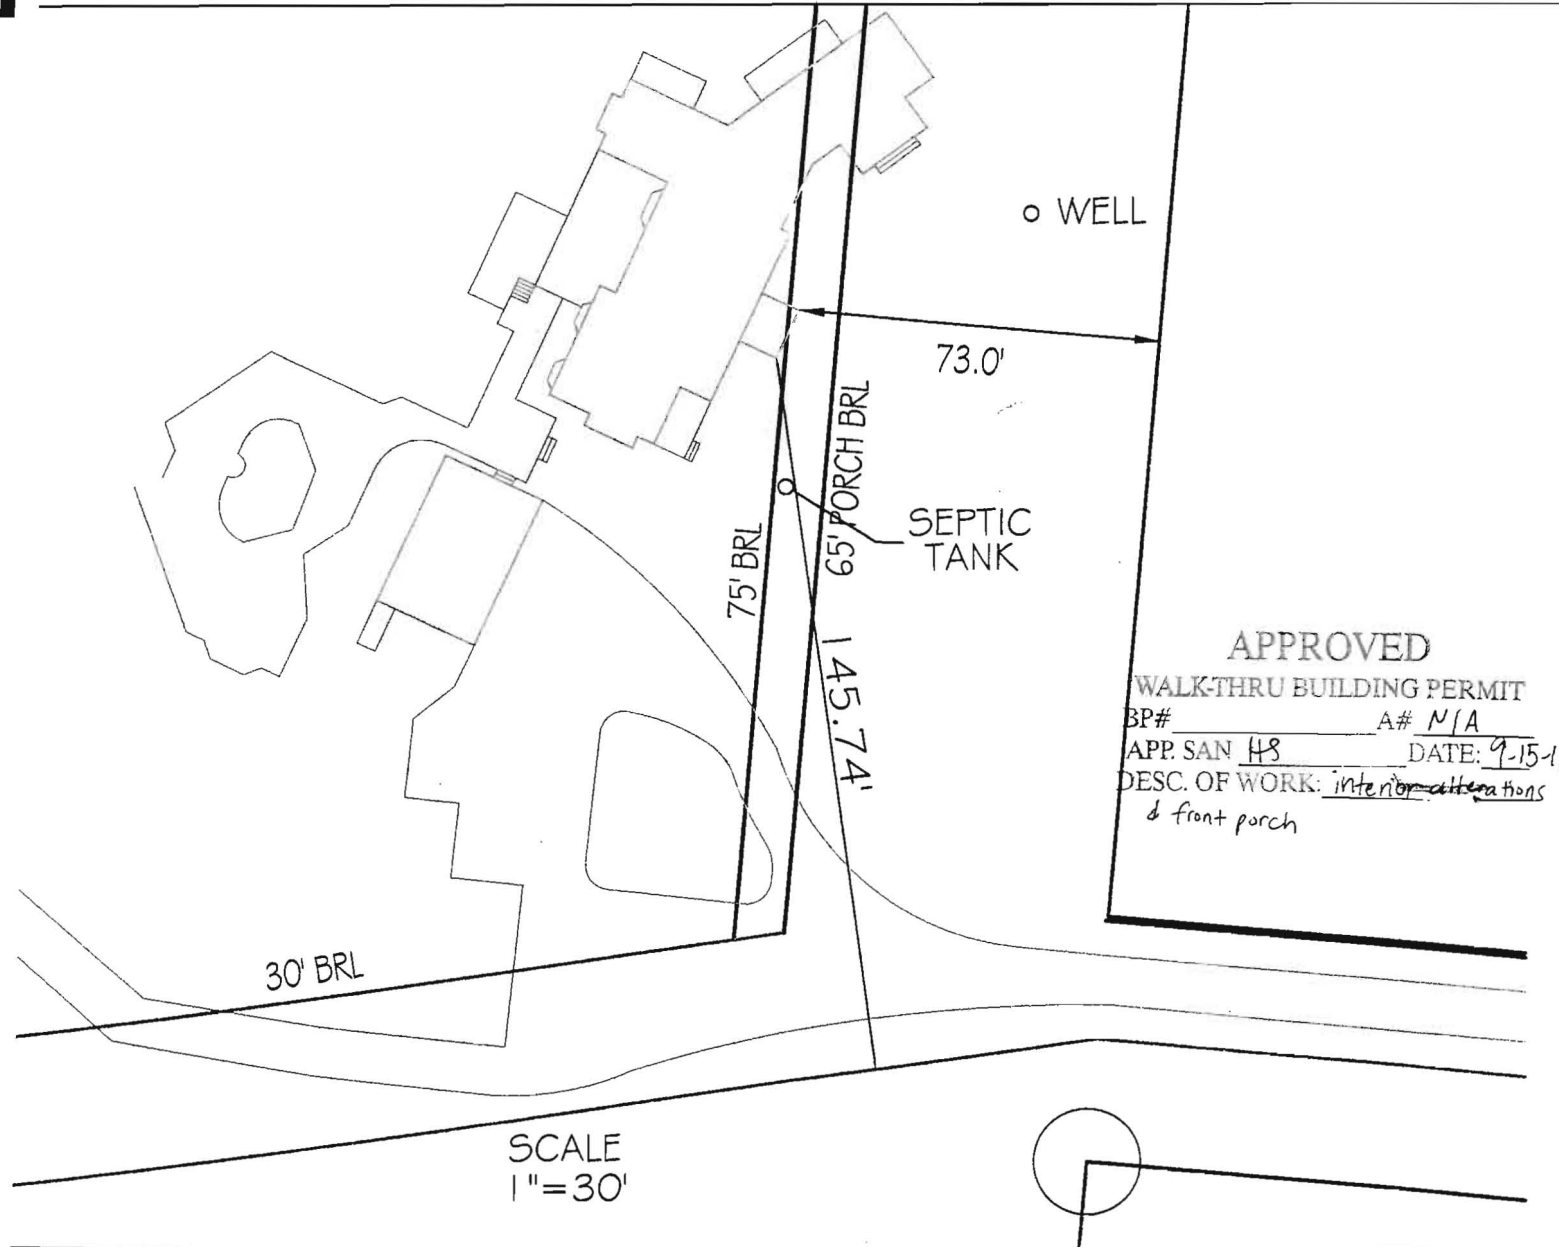 WELL
73.0'
65' PORCH BRL
75' BRL
SEPTIC
TANK
145.74'
APPROVED
WALK-THRU BUILDING PERMIT
BP# A# N/A
APP. SAN HS DATE: 9-15-1
DESC. OF WORK: interior alterations
& front porch
30' BRL
SCALE
1"=30'